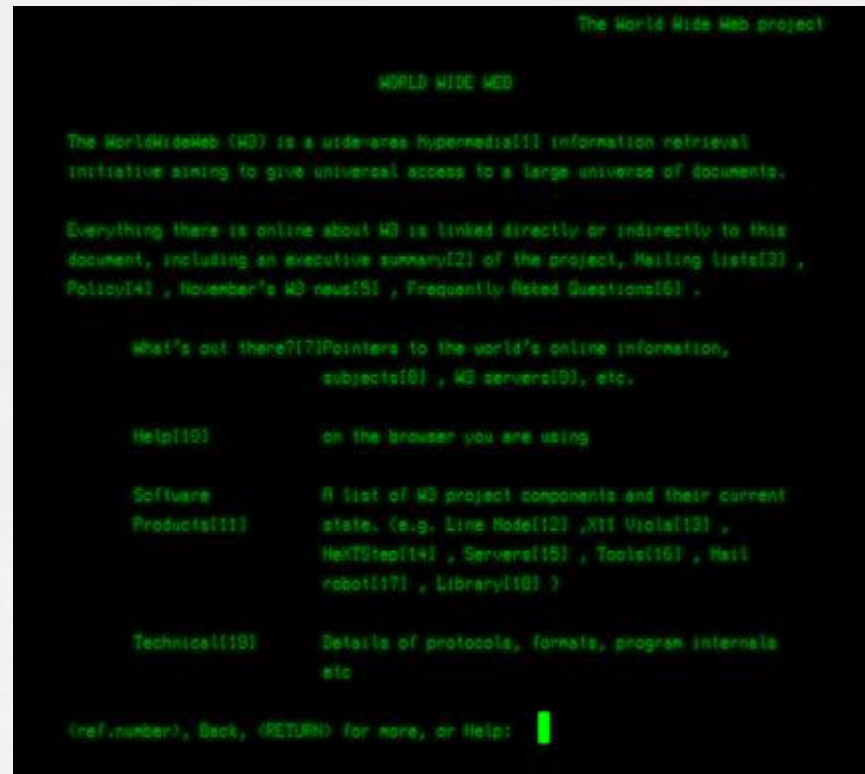 The World Wide Web project
WORLD WIDE WEB
The WorldWideWeb (W3) is a wide-area hypermedia[1] information retrieval
initiative aiming to give universal access to a large universe of documents.
Everything there is online about W3 is linked directly or indirectly to this
document, including an executive summary[2] of the project, Mailing lists[3] ,
Policy[4] , November's W3 news[5] , Frequently Asked Questions[6] .
What's out there?[7]Pointers to the world's online information,
subjects[8] , W3 servers[9], etc.
Help[10] on the browser you are using
Software A list of W3 project components and their current
Products[11] state. (e.g. Line Mode[12] ,X11 Viola[13] ,
NeXTStep[14] , Servers[15] , Tools[16] , Mail
robot[17] , Library[18] )
Technical[19] Details of protocols, formats, program internals
etc
<ref.number>, Back, <RETURN> for more, or Help: